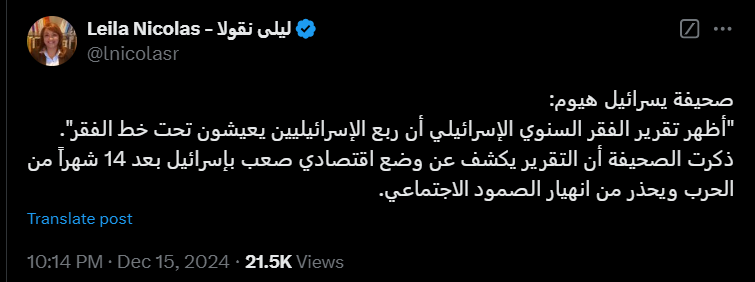 Leila Nicolas – ليلى نقولا
@lnicolasr
صحيفة يسرائيل هيوم:
"أظهر تقرير الفقر السنوي الإسرائيلي أن ربع الإسرائيليين يعيشون تحت خط الفقر".
ذكرت الصحيفة أن التقرير يكشف عن وضع اقتصادي صعب بإسرائيل بعد 14 شهراً من
الحرب ويحذر من انهيار الصمود الاجتماعي.
Translate post
10:14 PM · Dec 15, 2024 · 21.5K Views